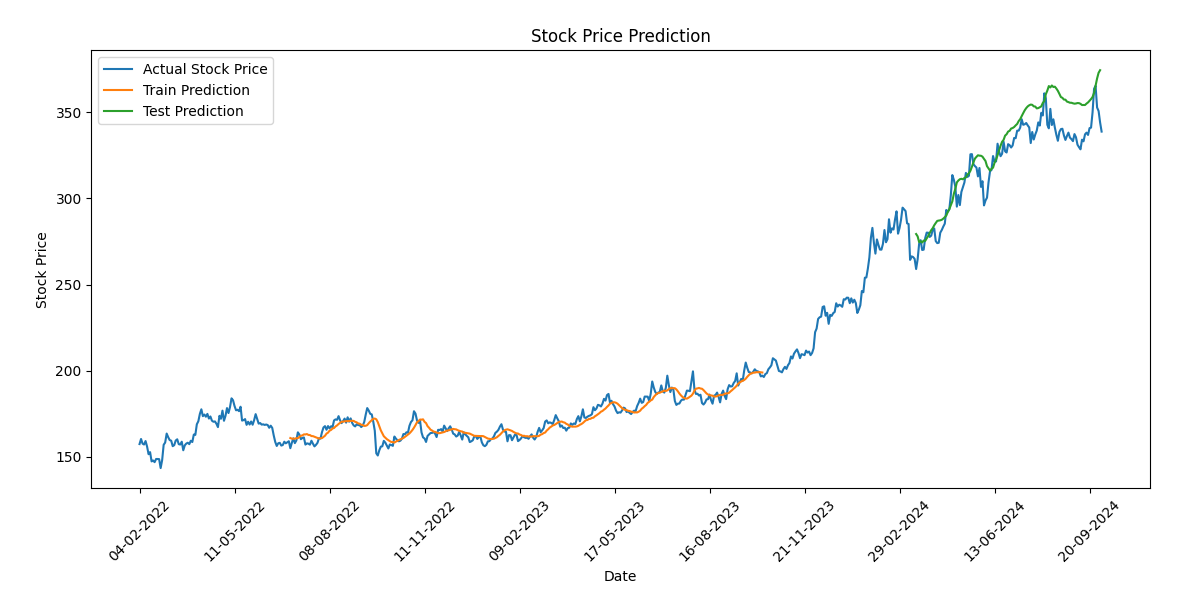 Stock Price Prediction
Actual Stock Price
Train Prediction
Test Prediction
Stock Price
350
300
250
200
150
04-02-2022
11-05-2022
08-08-2022
11-11-2022
09-02-2023
17-05-2023
16-08-2023
21-11-2023
29-02-2024
13-06-2024
20-09-2024
Date